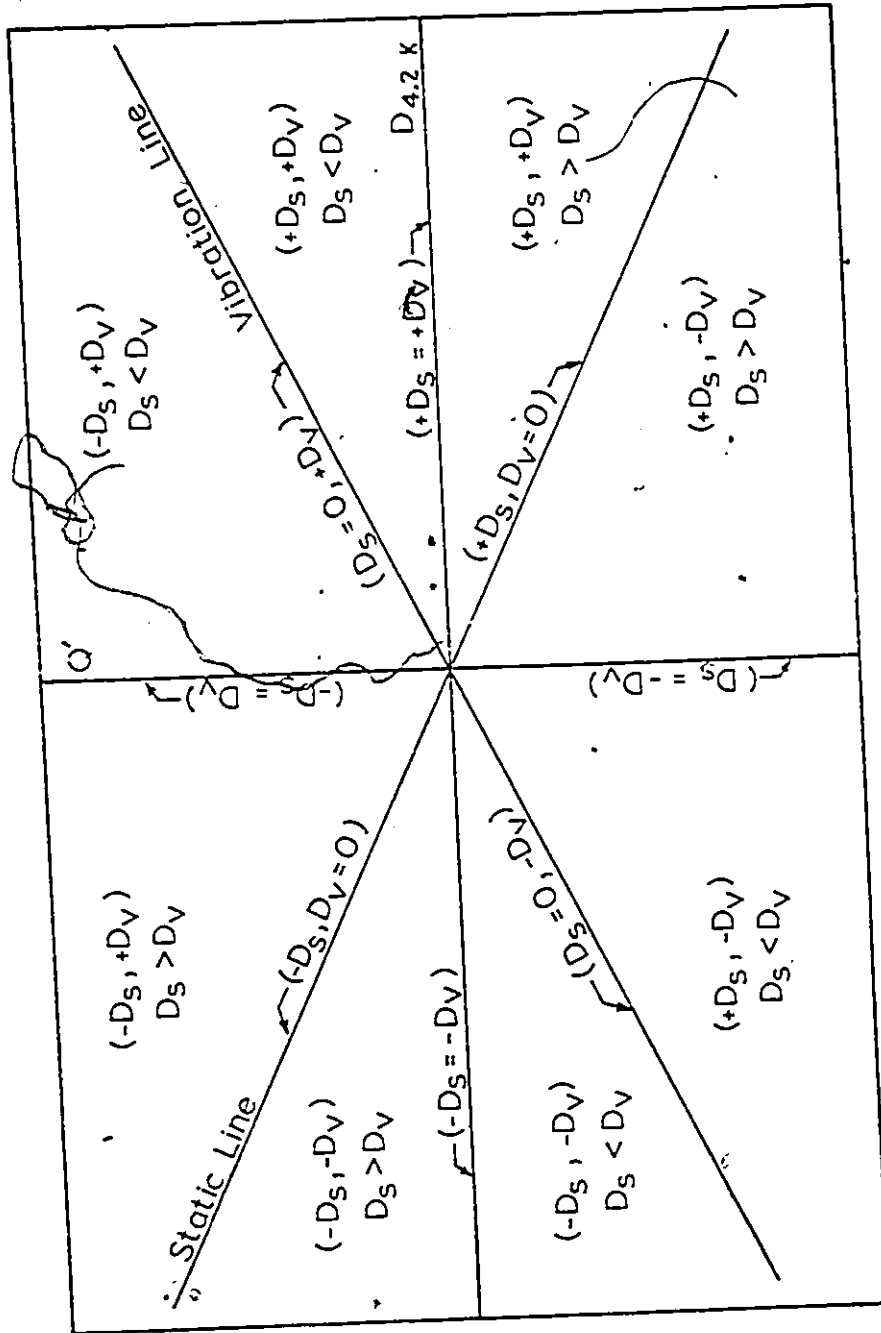 Q'
(-Dₛ, +Dᵥ)
Dₛ > Dᵥ
(-Dₛ, +Dᵥ)
Dₛ < Dᵥ
Static Line
(-Dₛ, Dᵥ=0)
(-Dₛ = Dᵥ)
(Dₛ=0, +Dᵥ)
Vibration Line
(-Dₛ, -Dᵥ)
Dₛ > Dᵥ
(+Dₛ, +Dᵥ)
Dₛ < Dᵥ
(-Dₛ = -Dᵥ)
(+Dₛ = +Dᵥ)
D₄.₂ K
(-Dₛ, -Dᵥ)
Dₛ < Dᵥ
(Dₛ=0, -Dᵥ)
(Dₛ = -Dᵥ)
(+Dₛ, Dᵥ=0)
(+Dₛ, +Dᵥ)
Dₛ > Dᵥ
(+Dₛ, -Dᵥ)
Dₛ < Dᵥ
(+Dₛ, -Dᵥ)
Dₛ > Dᵥ